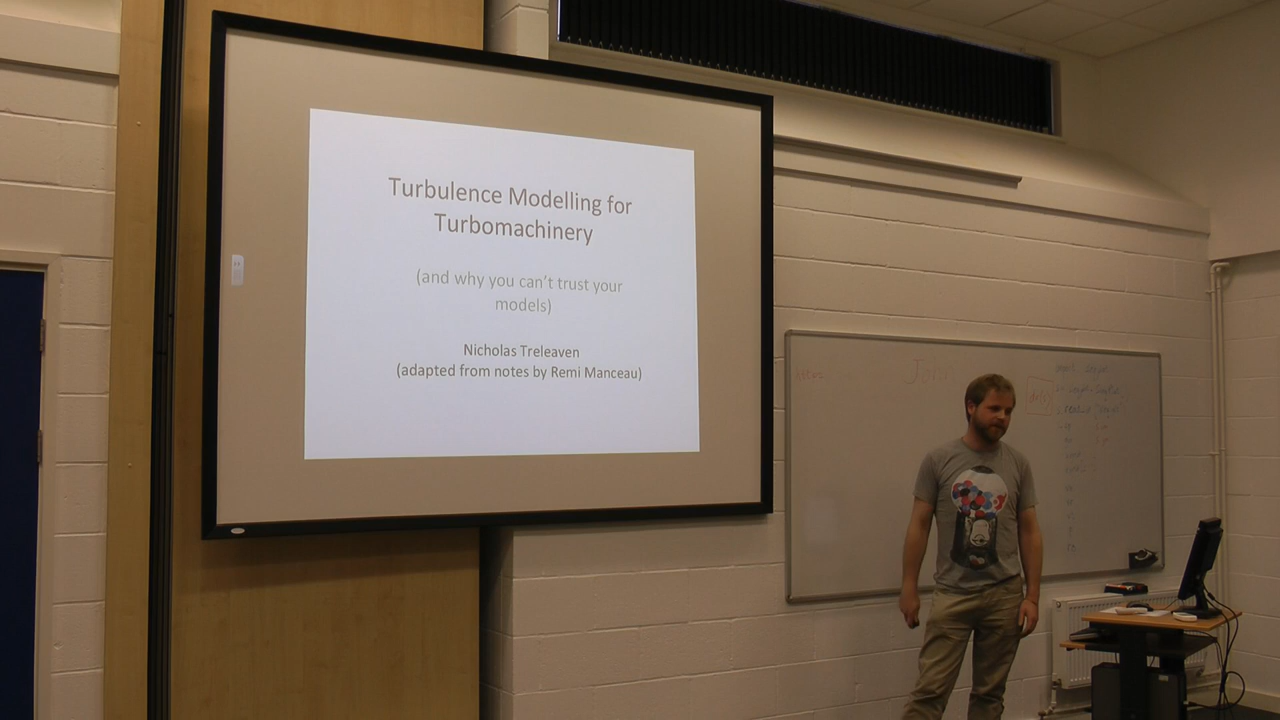 Turbulence Modelling for
Turbomachinery
(and why you can't trust your
models)
Nicholas Treleaven
(adapted from notes by Remi Manceau)
John